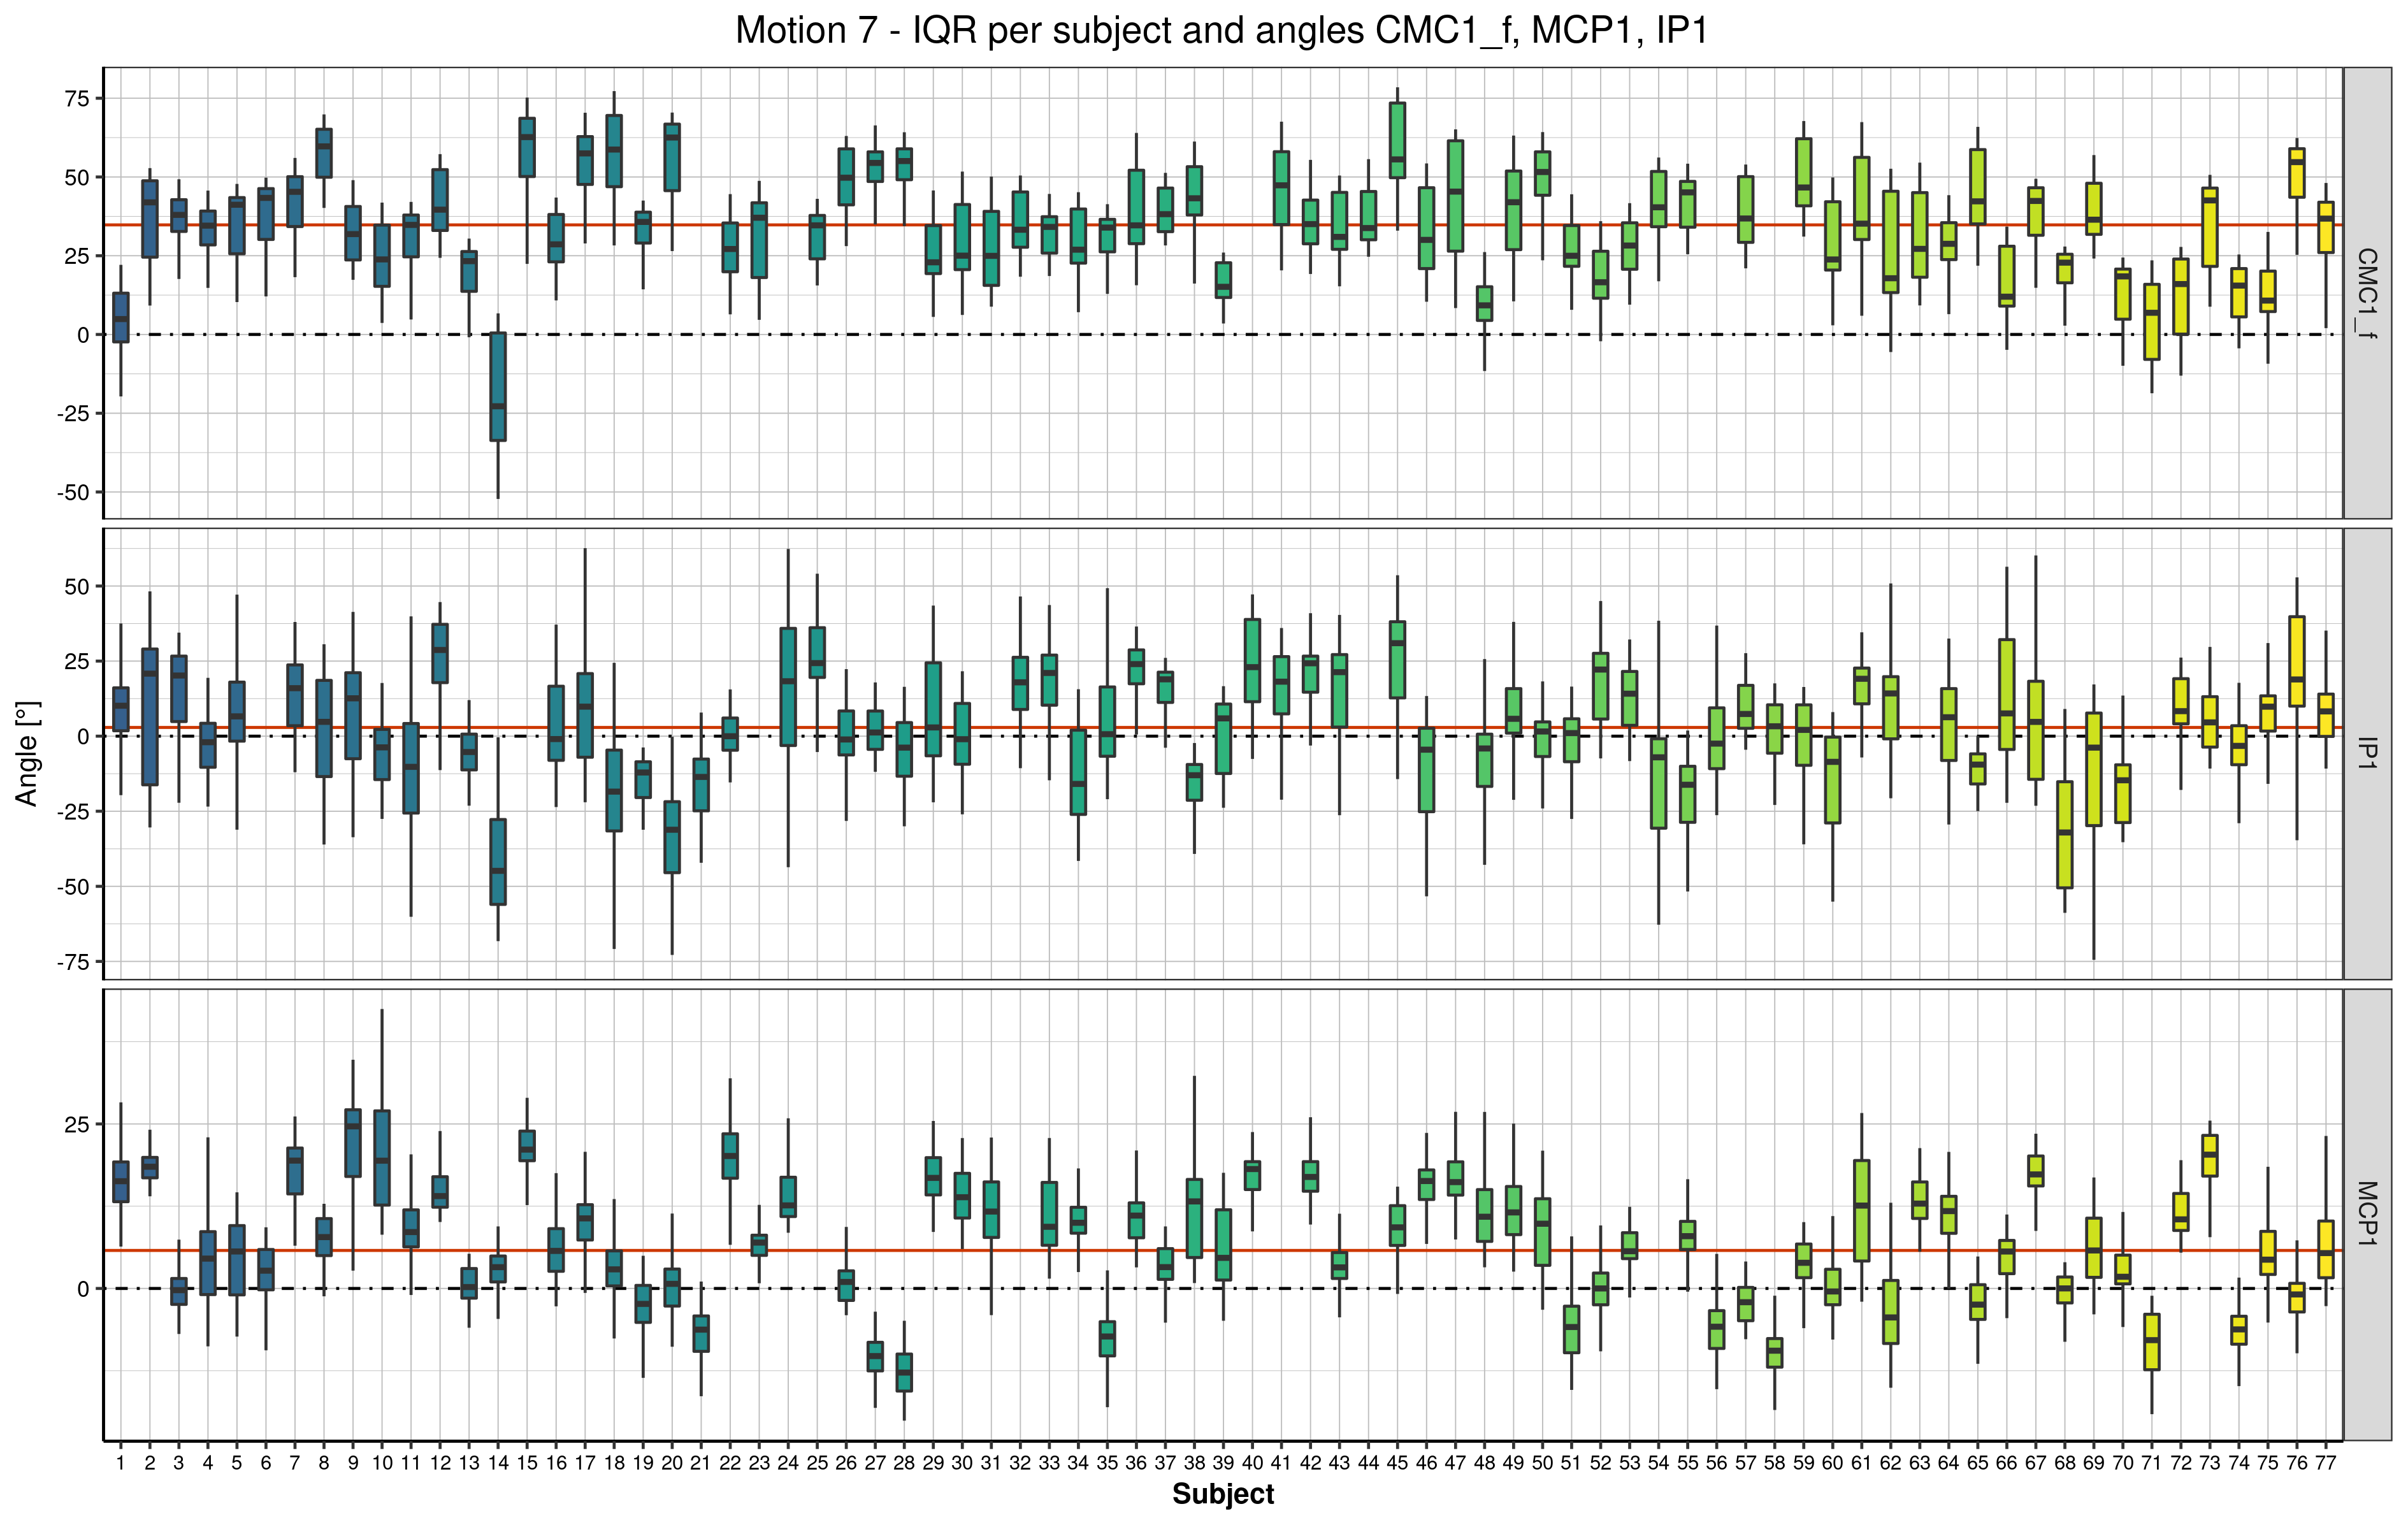 Motion 7 - IQR per subject and angles CMC1_f, MCP1, IP1
75
50
25
0
-25
-50
CMC1_f
50
25
0
-25
-50
-75
IP1
25
0
MCP1
Angle [°]
1 2 3 4 5 6 7 8 9 10 11 12 13 14 15 16 17 18 19 20 21 22 23 24 25 26 27 28 29 30 31 32 33 34 35 36 37 38 39 40 41 42 43 44 45 46 47 48 49 50 51 52 53 54 55 56 57 58 59 60 61 62 63 64 65 66 67 68 69 70 71 72 73 74 75 76 77
Subject